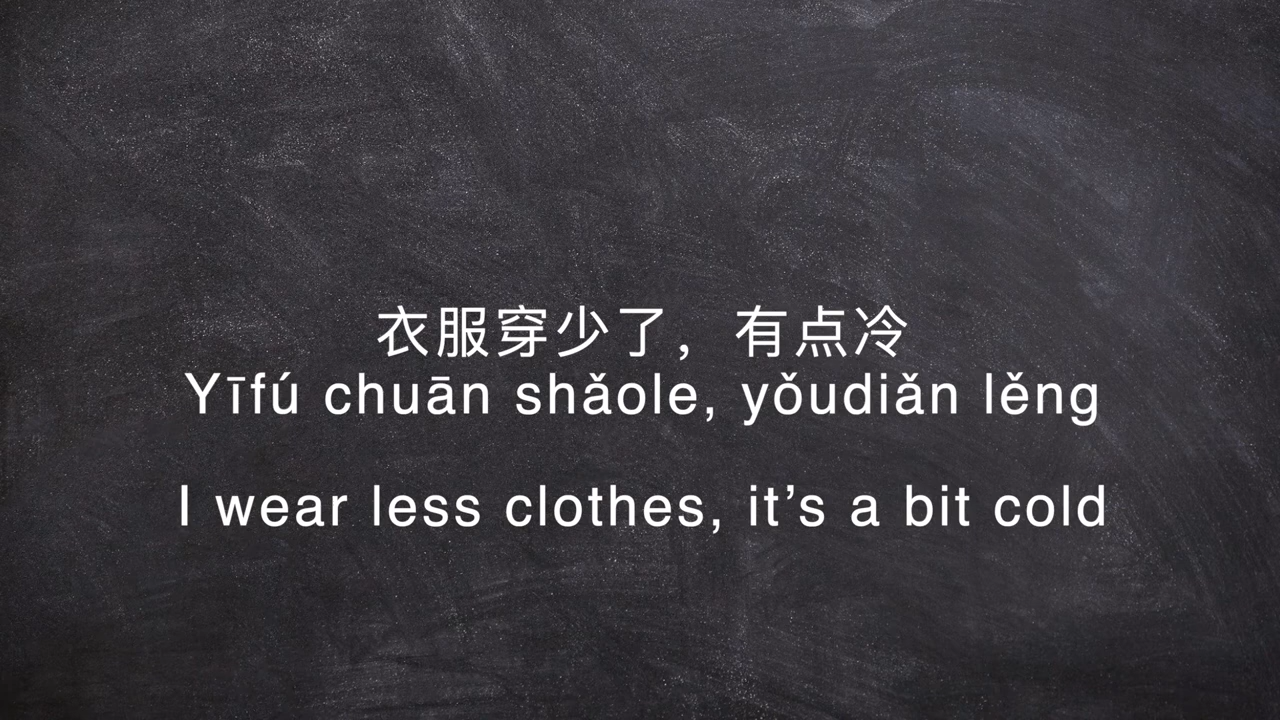 衣服穿少了，有点冷
Yīfú chuān shǎole, yǒudiǎn lěng
I wear less clothes, it’s a bit cold